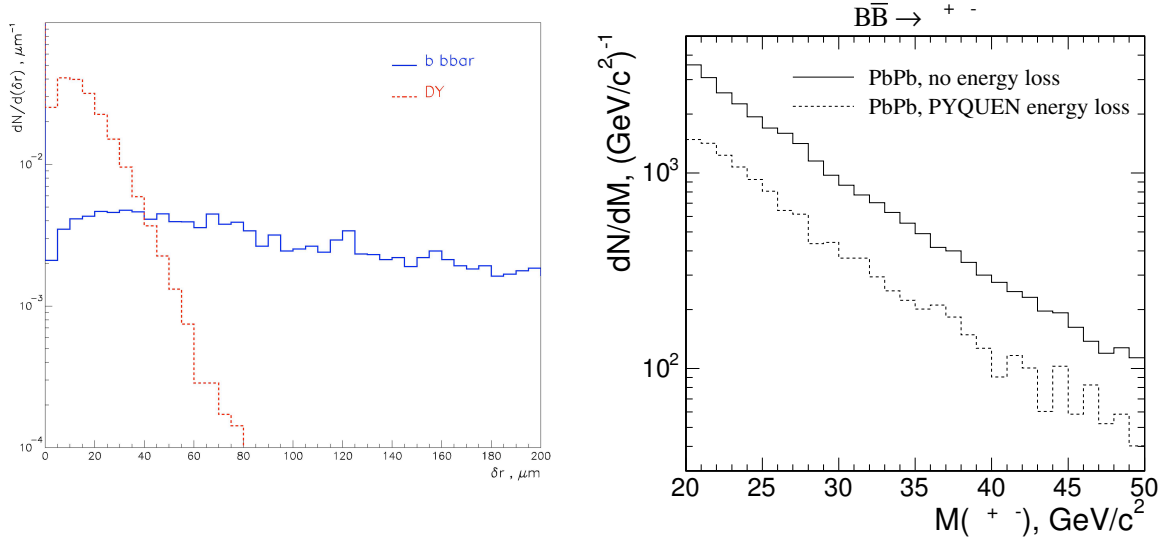 dN/d(δr) , μm⁻¹
b bbar
DY
10⁻²
10⁻³
10⁻⁴
0 20 40 60 80 100 120 140 160 180 200
δr , μm
BB̅ → + -
dN/dM, (GeV/c²)⁻¹
PbPb, no energy loss
PbPb, PYQUEN energy loss
10³
10²
20 25 30 35 40 45 50
M( + - ), GeV/c²